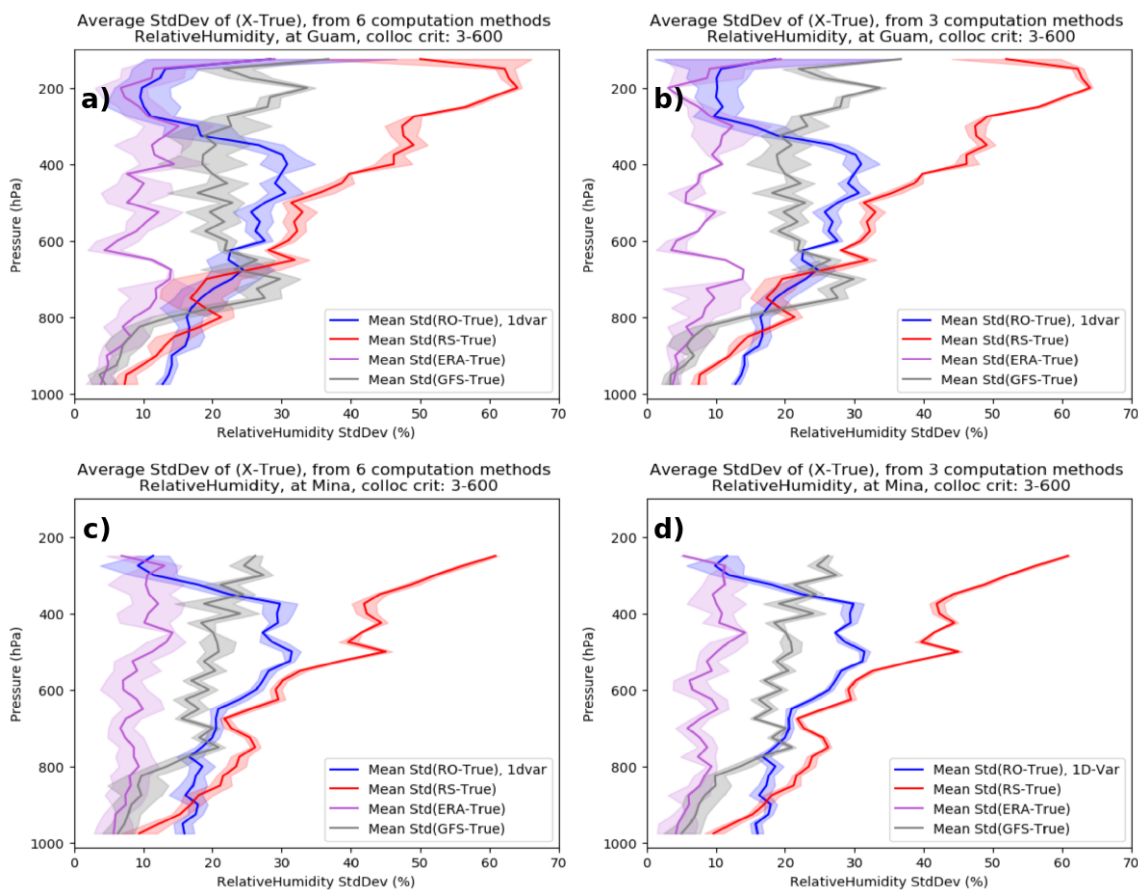 Average StdDev of (X-True), from 6 computation methods
RelativeHumidity, at Guam, colloc crit: 3-600
a)
Pressure (hPa)
200
400
600
800
1000
Mean Std(RO-True), 1dvar
Mean Std(RS-True)
Mean Std(ERA-True)
Mean Std(GFS-True)
0 10 20 30 40 50 60 70
RelativeHumidity StdDev (%)
Average StdDev of (X-True), from 3 computation methods
RelativeHumidity, at Guam, colloc crit: 3-600
b)
Pressure (hPa)
200
400
600
800
1000
Mean Std(RO-True), 1dvar
Mean Std(RS-True)
Mean Std(ERA-True)
Mean Std(GFS-True)
0 10 20 30 40 50 60 70
RelativeHumidity StdDev (%)
Average StdDev of (X-True), from 6 computation methods
RelativeHumidity, at Mina, colloc crit: 3-600
c)
Pressure (hPa)
200
400
600
800
1000
Mean Std(RO-True), 1dvar
Mean Std(RS-True)
Mean Std(ERA-True)
Mean Std(GFS-True)
0 10 20 30 40 50 60 70
RelativeHumidity StdDev (%)
Average StdDev of (X-True), from 3 computation methods
RelativeHumidity, at Mina, colloc crit: 3-600
d)
Pressure (hPa)
200
400
600
800
1000
Mean Std(RO-True), 1D-Var
Mean Std(RS-True)
Mean Std(ERA-True)
Mean Std(GFS-True)
0 10 20 30 40 50 60 70
RelativeHumidity StdDev (%)